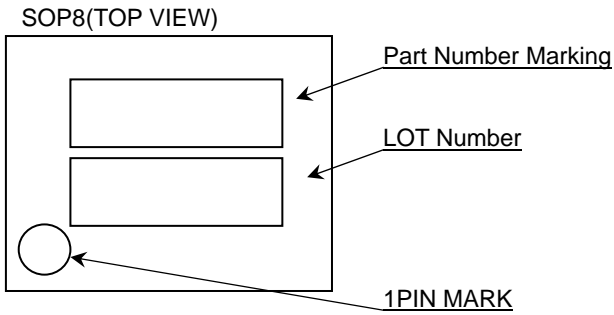 SOP8(TOP VIEW)
Part Number Marking
LOT Number
1PIN MARK